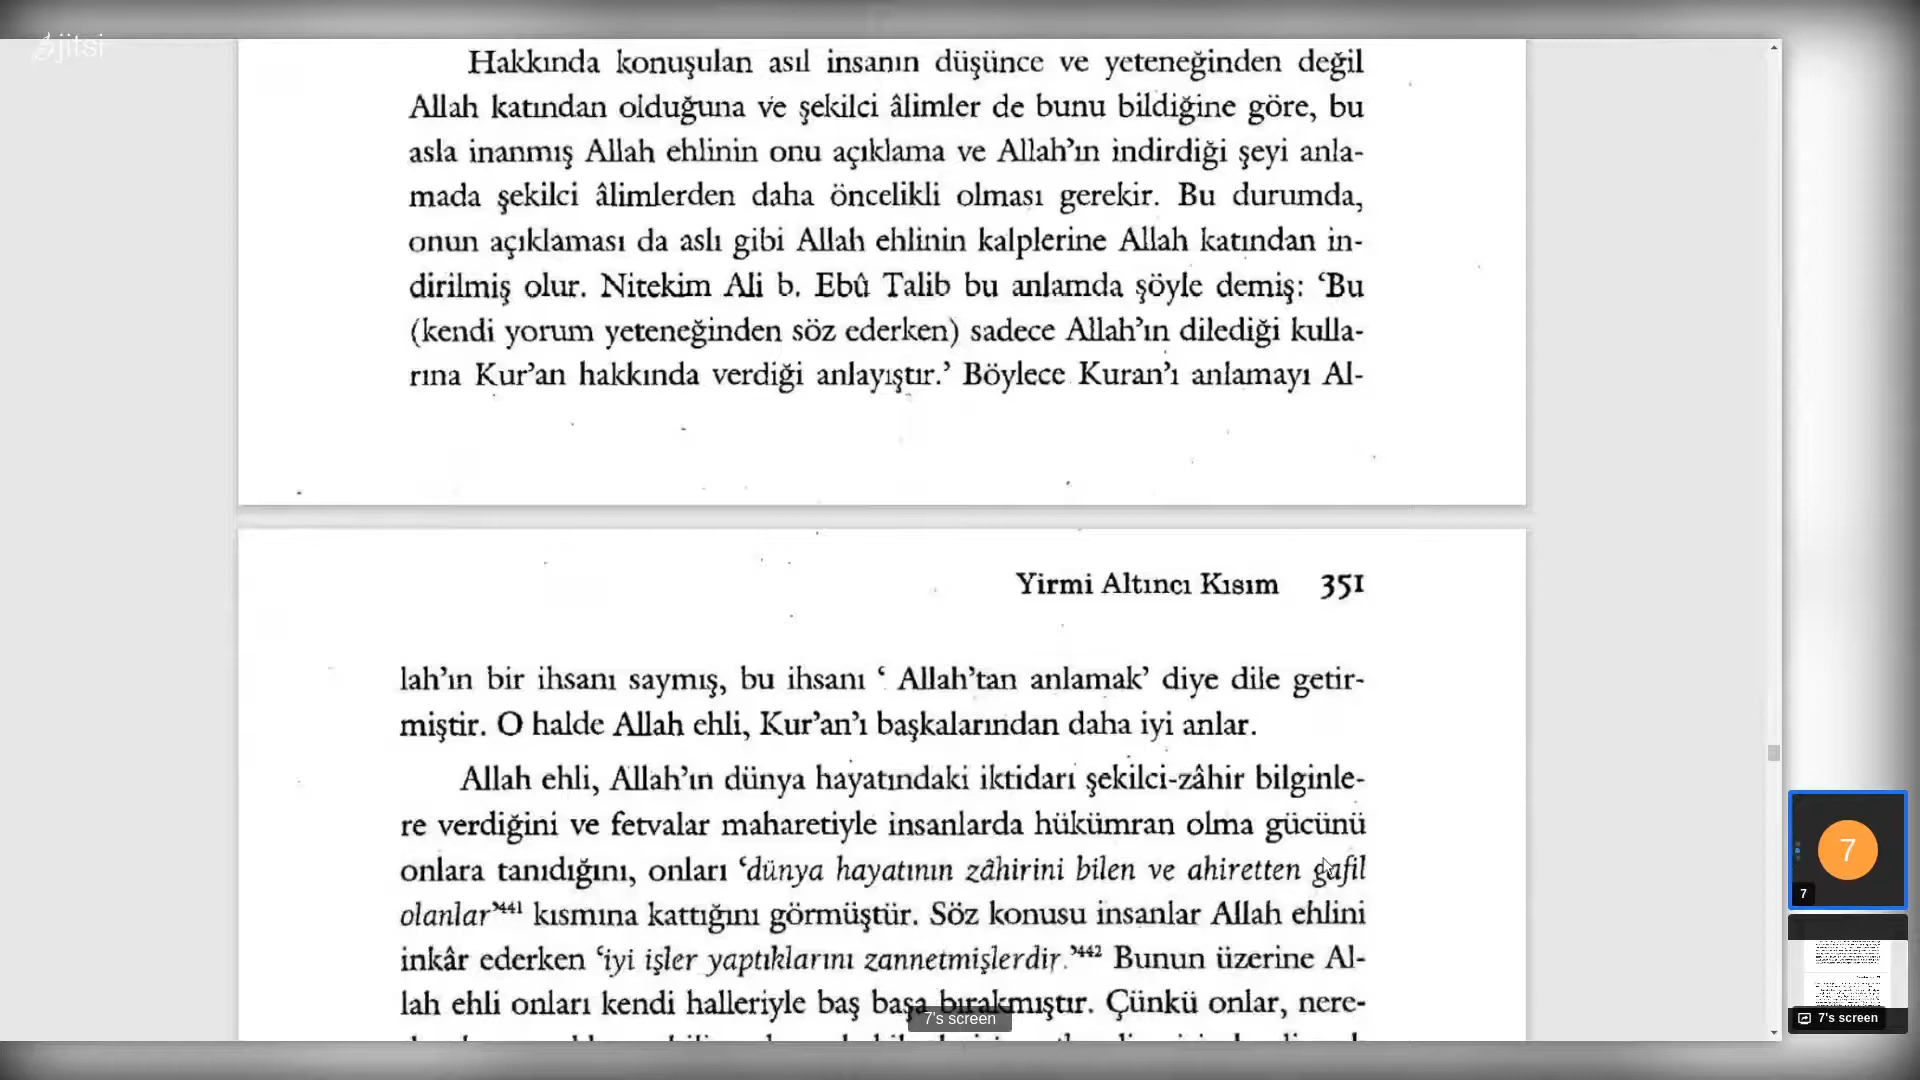 jitsi
Hakkında konuşulan asıl insanın düşünce ve yeteneğinden değil
Allah katından olduğuna ve şekilci âlimler de bunu bildiğine göre, bu
asla inanmış Allah ehlinin onu açıklama ve Allah'ın indirdiği şeyi anla-
mada şekilci âlimlerden daha öncelikli olması gerekir. Bu durumda,
onun açıklaması da aslı gibi Allah ehlinin kalplerine Allah katından in-
dirilmiş olur. Nitekim Ali b. Ebû Talib bu anlamda şöyle demiş: 'Bu
(kendi yorum yeteneğinden söz ederken) sadece Allah'ın dilediği kulla-
rına Kur'an hakkında verdiği anlayıştır.' Böylece Kuran'ı anlamayı Al-
Yirmi Altıncı Kısım 351
lah'ın bir ihsanı saymış, bu ihsanı ' Allah'tan anlamak' diye dile getir-
miştir. O halde Allah ehli, Kur'an'ı başkalarından daha iyi anlar.
Allah ehli, Allah'ın dünya hayatındaki iktidarı şekilci-zâhir bilginle-
re verdiğini ve fetvalar maharetiyle insanlarda hükümran olma gücünü
onlara tanıdığını, onları 'dünya hayatının zâhirini bilen ve ahiretten gafil
olanlar'441 kısmına kattığını görmüştür. Söz konusu insanlar Allah ehlini
inkâr ederken 'iyi işler yaptıklarını zannetmişlerdir.'442 Bunun üzerine Al-
lah ehli onları kendi halleriyle baş başa bırakmıştır. Çünkü onlar, nere-
7's screen
7
7
7's screen